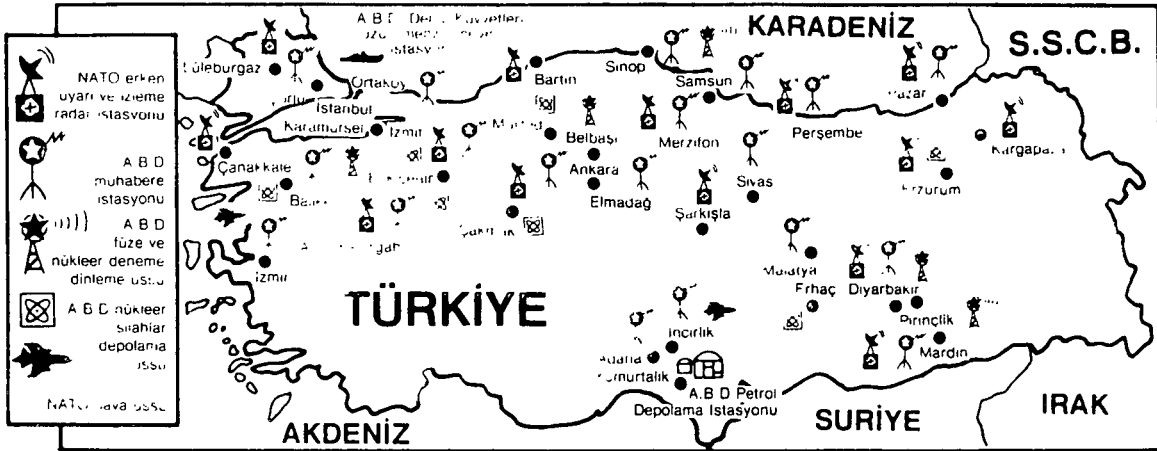 NATO erken
uyarı ve izleme
radar istasyonu
A B D
muhabere
istasyonu
A B D
füze ve
nükleer deneme
dinleme üssü
A B D nükleer
silahlar
depolama
üssü
NATO hava üssü
A B D
KARADENİZ
S.S.C.B.
Lüleburgaz
Ortaköy
İstanbul
Karamürsel
İzmit
Bartın
Sinop
Samsun
Pazar
Perşembe
Merzifon
Belbaşı
Ankara
Elmadağ
Çanakkale
Sivas
Şarkışla
Erzurum
İzmir
Malatya
Erhaç
Diyarbakır
Pirinçlik
Mardin
TÜRKİYE
İncirlik
Adana
Yumurtalık
A.B D Petrol
Depolama İstasyonu
AKDENİZ
SURİYE
IRAK